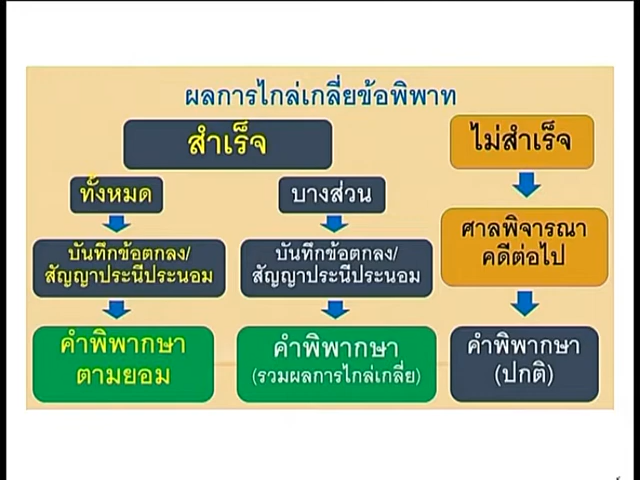 ผลการไกล่เกลี่ยข้อพิพาท
สำเร็จ
ไม่สำเร็จ
ทั้งหมด
บางส่วน
ศาลพิจารณา
คดีต่อไป
บันทึกข้อตกลง/
สัญญาประนีประนอม
บันทึกข้อตกลง/
สัญญาประนีประนอม
คำพิพากษา
ตามยอม
คำพิพากษา
(รวมผลการไกล่เกลี่ย)
คำพิพากษา
(ปกติ)